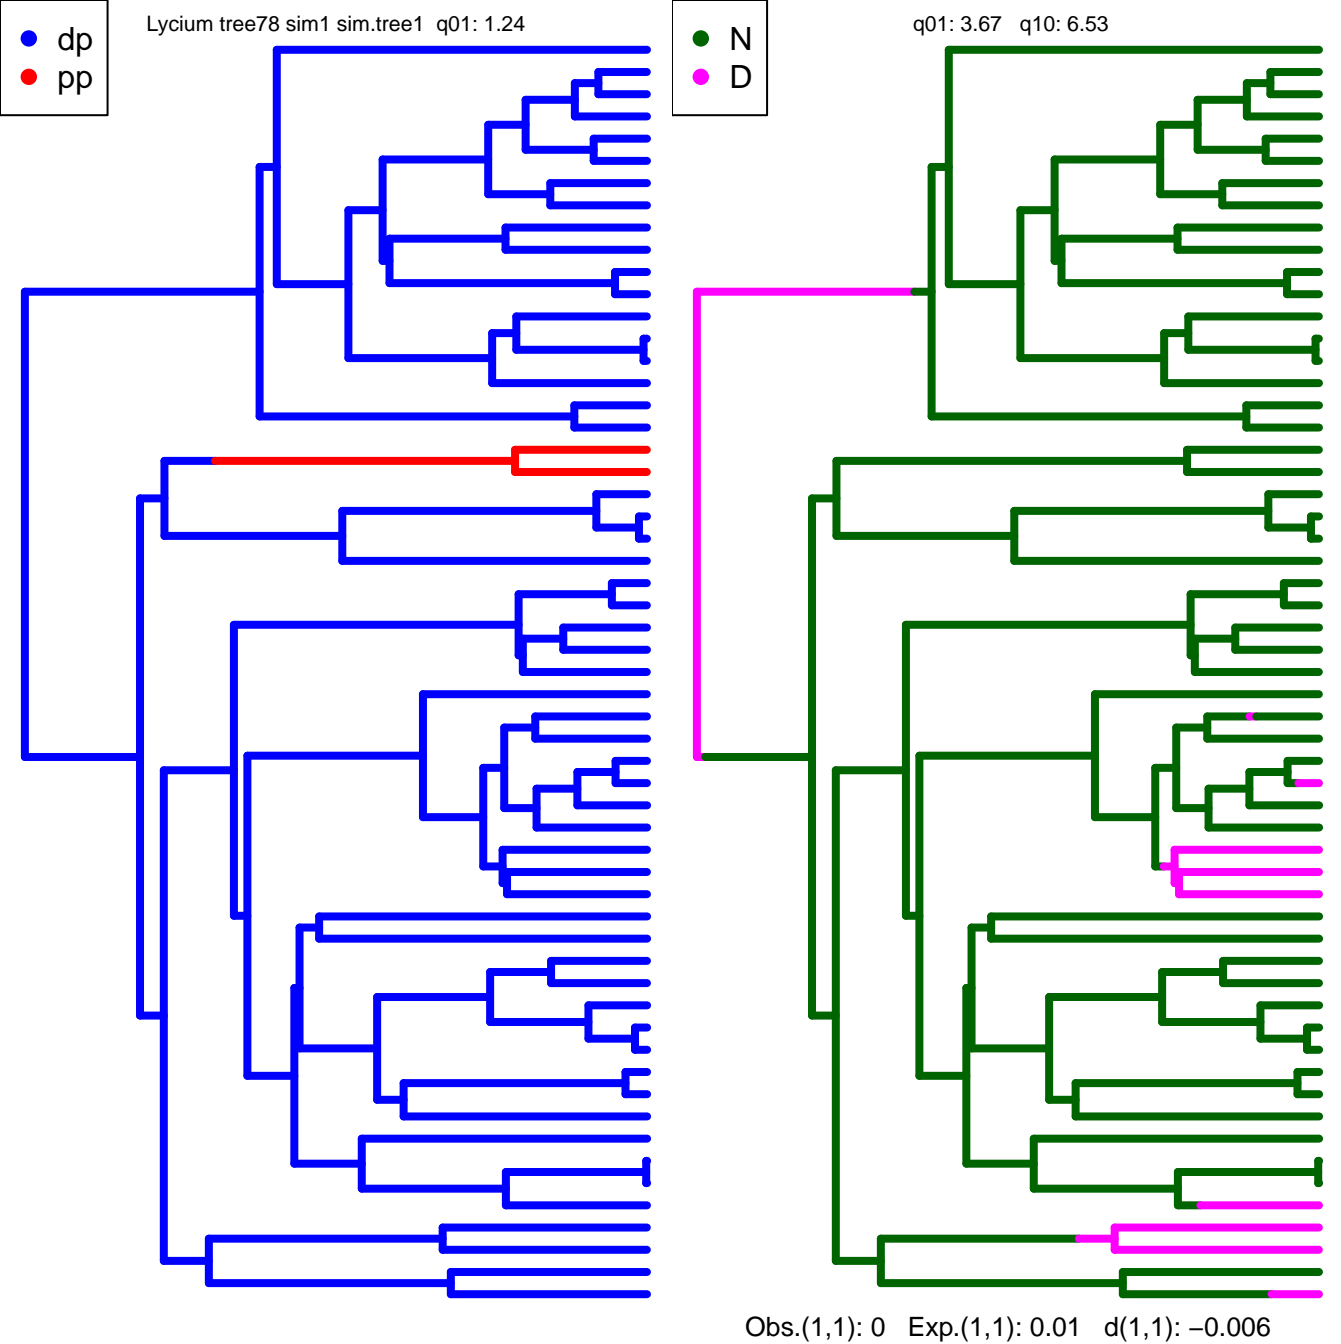 Lycium tree78 sim1 sim.tree1 q01: 1.24
dp
pp
q01: 3.67 q10: 6.53
N
D
Obs.(1,1): 0 Exp.(1,1): 0.01 d(1,1): −0.006